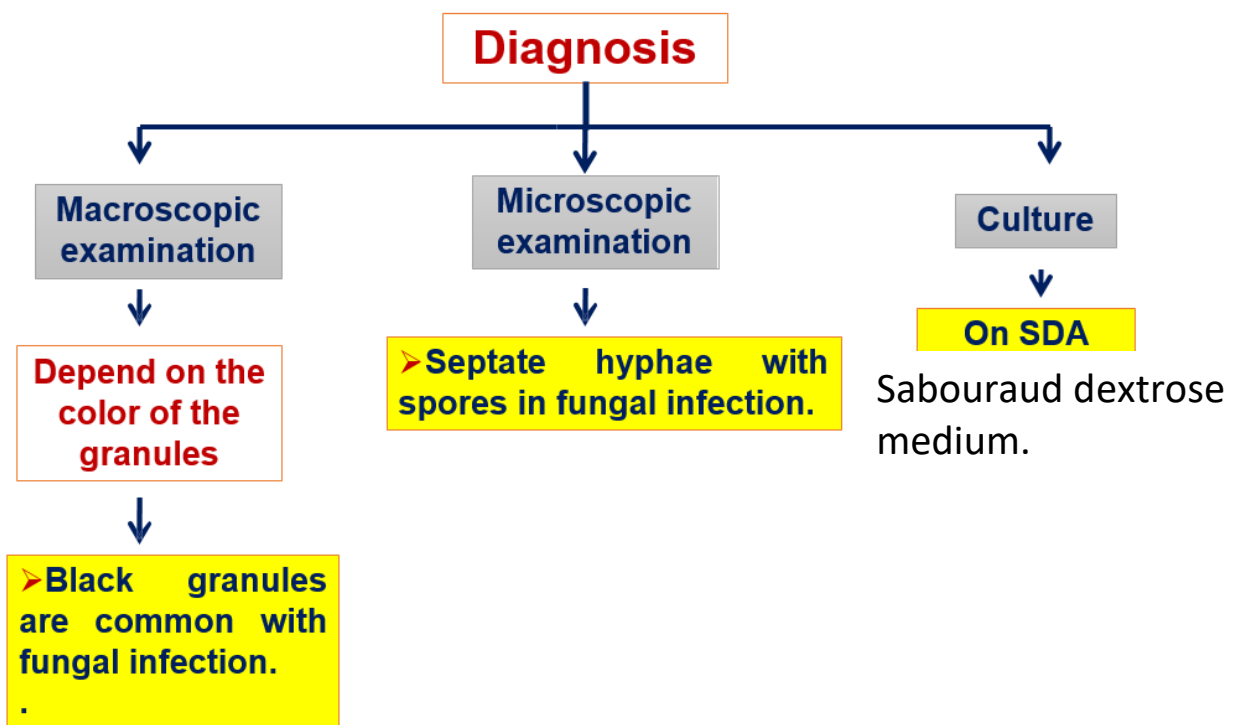 Diagnosis
Macroscopic
examination
Depend on the
color of the
granules
➢Black granules
are common with
fungal infection.
.
Microscopic
examination
➢Septate hyphae with
spores in fungal infection.
Culture
On SDA
Sabouraud dextrose
medium.